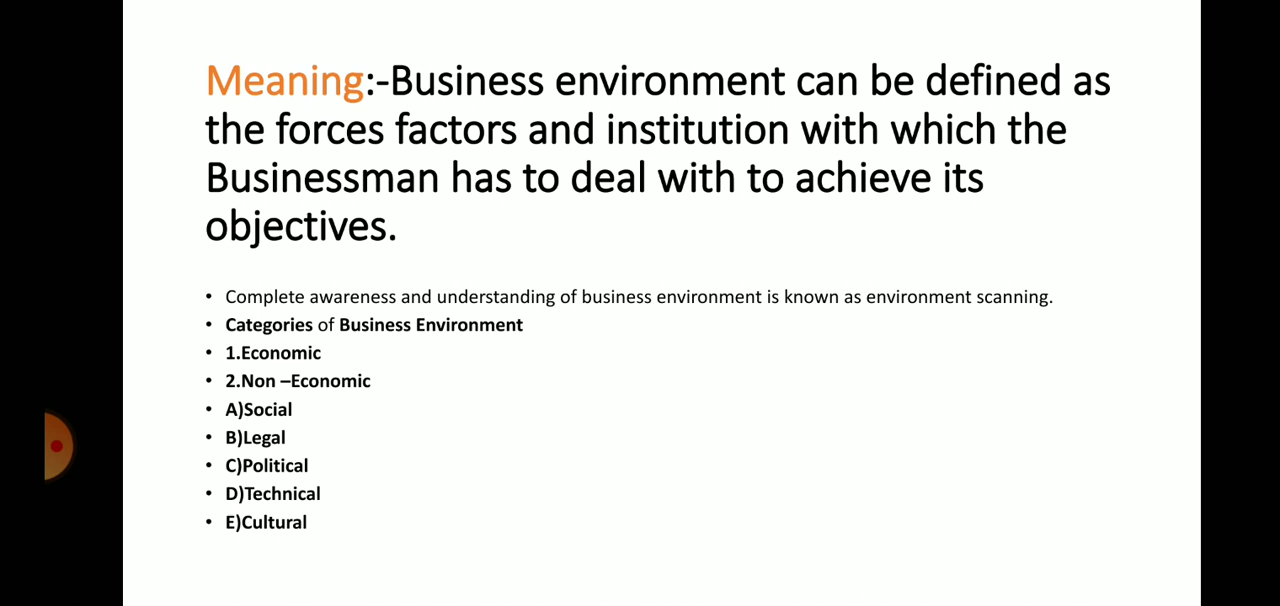 Meaning:-Business environment can be defined as
the forces factors and institution with which the
Businessman has to deal with to achieve its
objectives.
• Complete awareness and understanding of business environment is known as environment scanning.
• Categories of Business Environment
• 1.Economic
• 2.Non –Economic
• A)Social
• B)Legal
• C)Political
• D)Technical
• E)Cultural